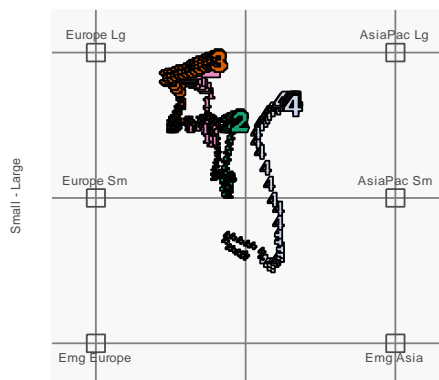 Europe Lg
AsiaPac Lg
3
4
2
Europe Sm
AsiaPac Sm
Small - Large
Emg Europe
Emg Asia